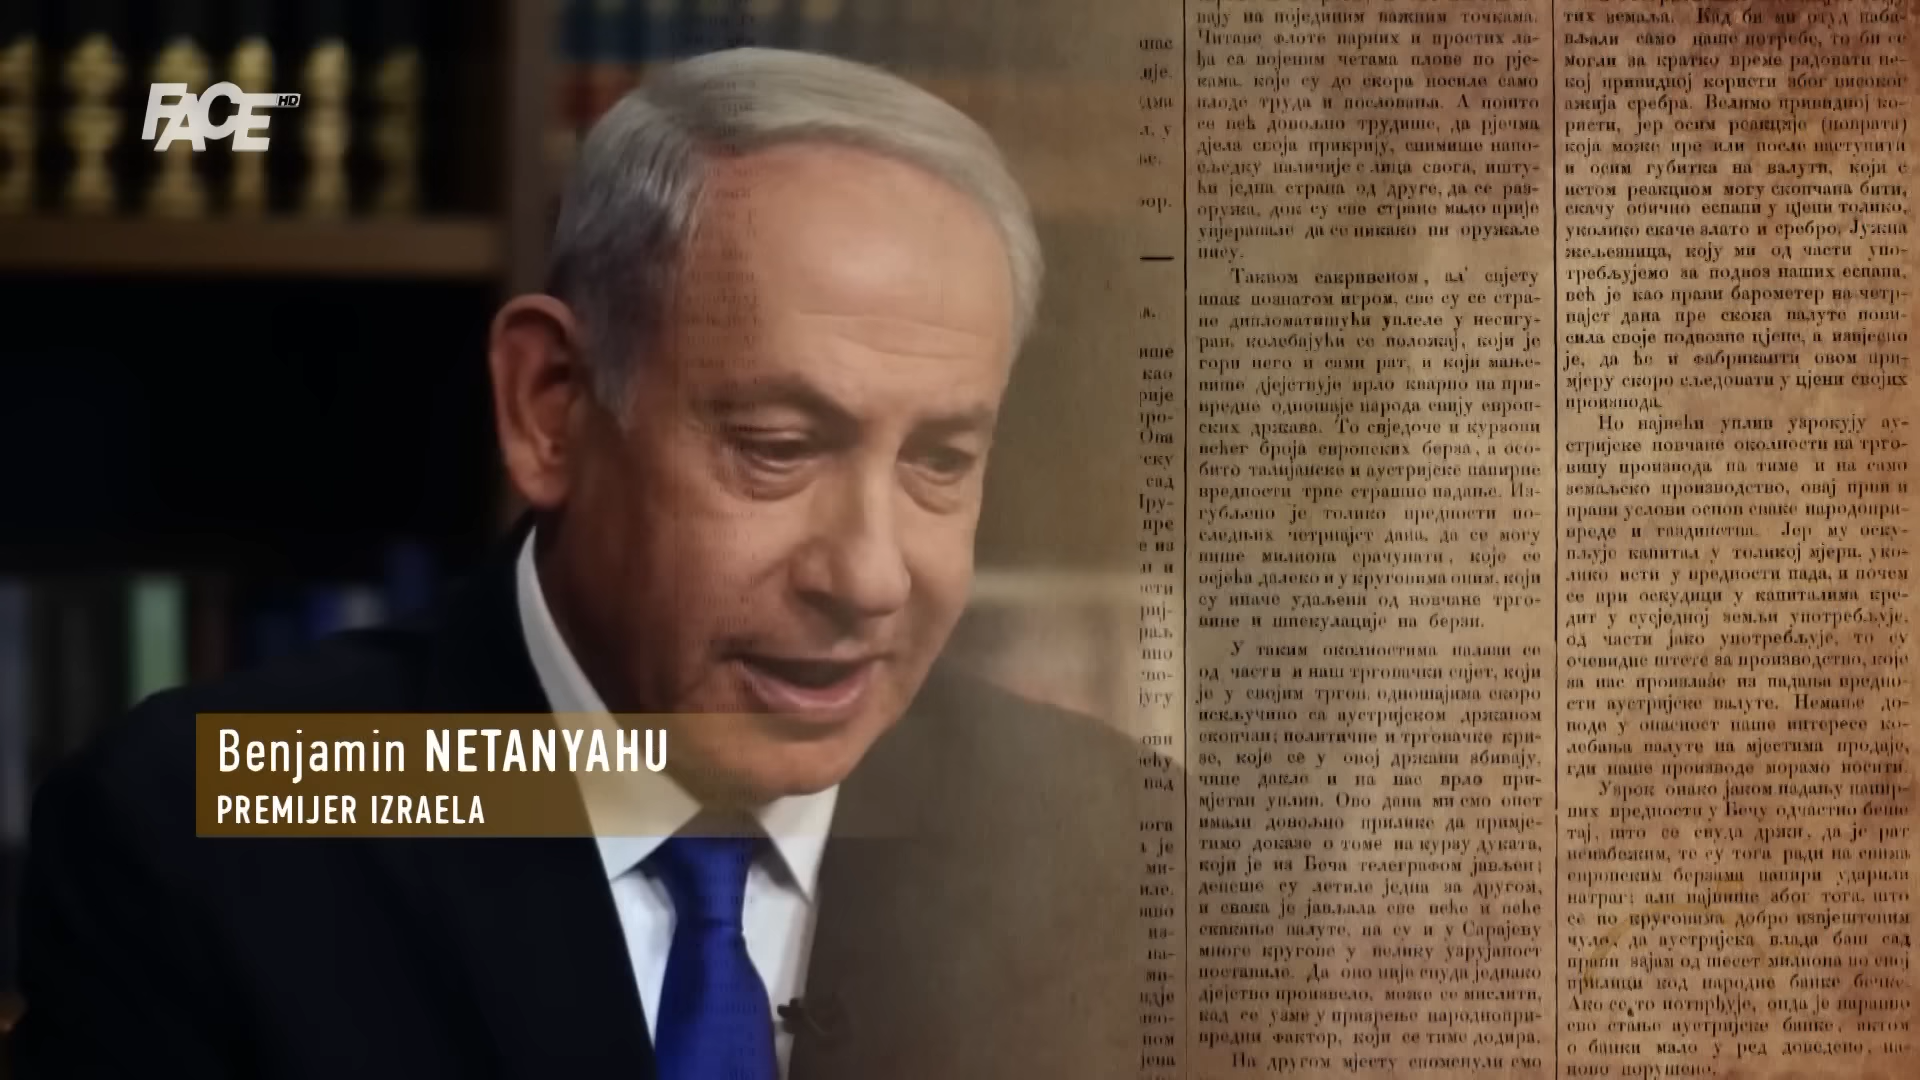 FACE HD
Benjamin NETANYAHU
PREMIJER IZRAELA
вају на појединим важним точкама.
Читаве флоте парних и простих ла-
ђа са војеним четама плове по рје-
кама, које су до скора носиле само
плоде труда и пословања. А пошто
се већ довољно трудише, да рјечма
дјела своја прикрију, снимише напо-
шљедку наличије с лица свога, ишту-
ћи једна страна од друге, да се раз-
оружа, док су све стране мало прије
увјеравале да се никако ни оружале
нису.
Таквом сакривеном, ал' свјету
ипак познатом игром, све су се стра-
не дипломатишући уплеле у несигу-
ран, колебајући се положај, који је
гори него и сами рат, и који мање-
више дјејствује врло кварно на при-
вредне одношаје народа свију европ-
ских држава. То свједоче и курзови
већег броја европских берза, а осо-
бито талијанске и аустријске папирне
вредности трпе страшно падање. Из-
губљено је толико вредности по-
следњих четрнајст дана, да се могу
више милиона срачунати, које се
осјећа далеко и у круговима оним, који
су иначе удаљени од новчане трго-
вине и шпекулације на берзи.
У таким околностима налази се
од части и наш трговачки свјет, који
је у својим тргов. одношајима скоро
искључиво са аустријском државом
скопчан; политичне и трговачке кри-
зе, које се у овој држави збивају,
чине дакле и на нас врло при-
мјетан уплив. Ово дана ми смо опет
имали довољно прилике да примје-
тимо доказе о томе на курзу дуката,
који је из Беча телеграфом јављен;
депеше су летиле једна за другом,
и свака је јављала све веће и веће
скакање валуте, па су и у Сарајеву
многе кругове у велику узрујаност
поставиле. Да ово није свуда једнако
дјејство произвело, може се мислити,
кад се узме у призрење народнопри-
вредни фактор, који се тиме додира.
На другом мјесту споменули смо
тих земаља. Кад би ми отуд наба-
вљали само наше потребе, то би се
могли за кратко време радовати не-
кој привидној користи због високог
ажија сребра. Велимо привидној ко-
ристи, јер осим реакције (попрата)
која може пре или после наступити
и осим губитка на валути, који с
истом реакциом могу скопчана бити,
скачу обично еспапи у цјени толико,
уколико скаче злато и сребро. Јужна
жељезница, коју ми од части упо-
требљујемо за подвоз наших еспапа,
већ је као прави барометер на четр-
најст дана пре скока валуте пови-
сила своје подвозне цјене, а извјесно
је, да ће и фабриканти овом при-
мјеру скоро сљедовати у цјени својих
производа.
Но највећи уплив узрокују ау-
стријске новчане околности на трго-
вину производа па тиме и на само
земаљско производство, овај први и
прави услови основ сваке народопри-
вреде и газдинства. Јер му оску-
пљује капитал у толикој мјери, уко-
лико исти у вредности пада, и почем
се при оскудици у капиталима кре-
дит у сусједној земљи употребљује,
од части јако употребљује, то су
очевидне штете за производство, које
за нас произлазе из падања вредно-
сти аустријске валуте. Немање до-
воде у опасност наше интересе ко-
лебања валуте на мјестима продаје,
гди наше производе морамо носити.
Узрок онако јаком падању папир-
них вредности у Бечу одчастно беше
тај, што се свуда држи, да је рат
неизбежим, те су тога ради на свима
европским берзама папири ударила
натраг; али највише због тога, што
се по круговима добро извјештеним
чуло, да аустријска влада баш сад
прави зајам од шесет милиона по свој
прилици код народне банке бечке.
Ако се то потврђује, онда је наравно
стање аустријске банке,
о банки мало у ред доведено, на-
ново порушено.